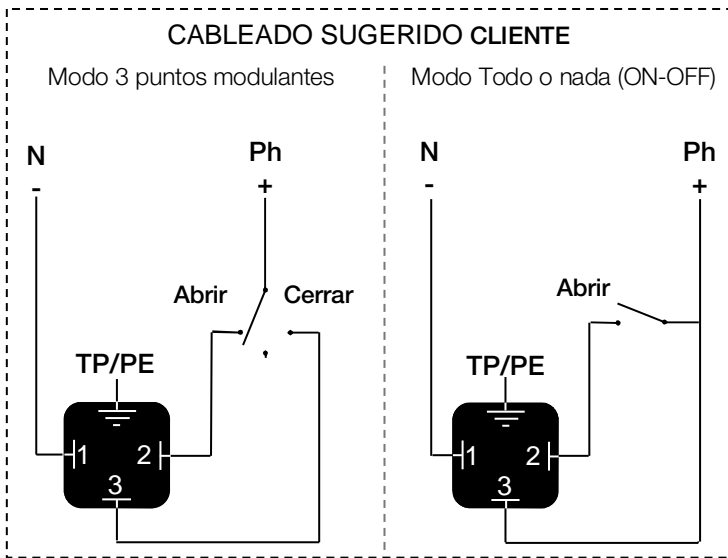 CABLEADO SUGERIDO CLIENTE
Modo 3 puntos modulantes
N
-
Ph
+
Abrir
Cerrar
TP/PE
1
2
3
Modo Todo o nada (ON-OFF)
N
-
Ph
+
Abrir
TP/PE
1
2
3